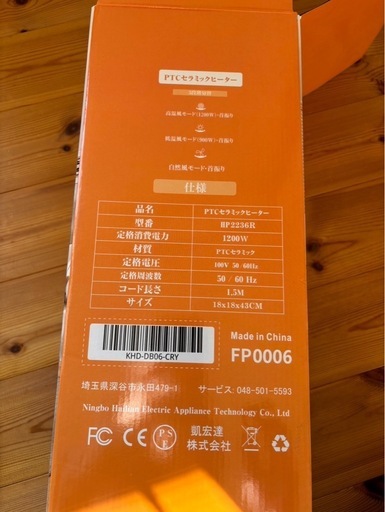 PTCセラミックヒーター
高温風モード(1200W)·首振り
低温風モード(900W)·首振り
自然風モード·首振り
仕様
品名 PTCセラミックヒーター
型番 HP2236R
定格消費電力 1200W
材質 PTCセラミック
定格電圧 100V 50/60Hz
定格周波数 50 / 60 Hz
コード長さ 1.5M
サイズ 18x18x43CM
KHD-DB06-CRY
Made in China
FP0006
埼玉県深谷市永田479-1
サービス: 048-501-5593
Ningbo Haidian Electric Appliance Technology Co., Ltd
FC CE PSE 凱宏達
株式会社